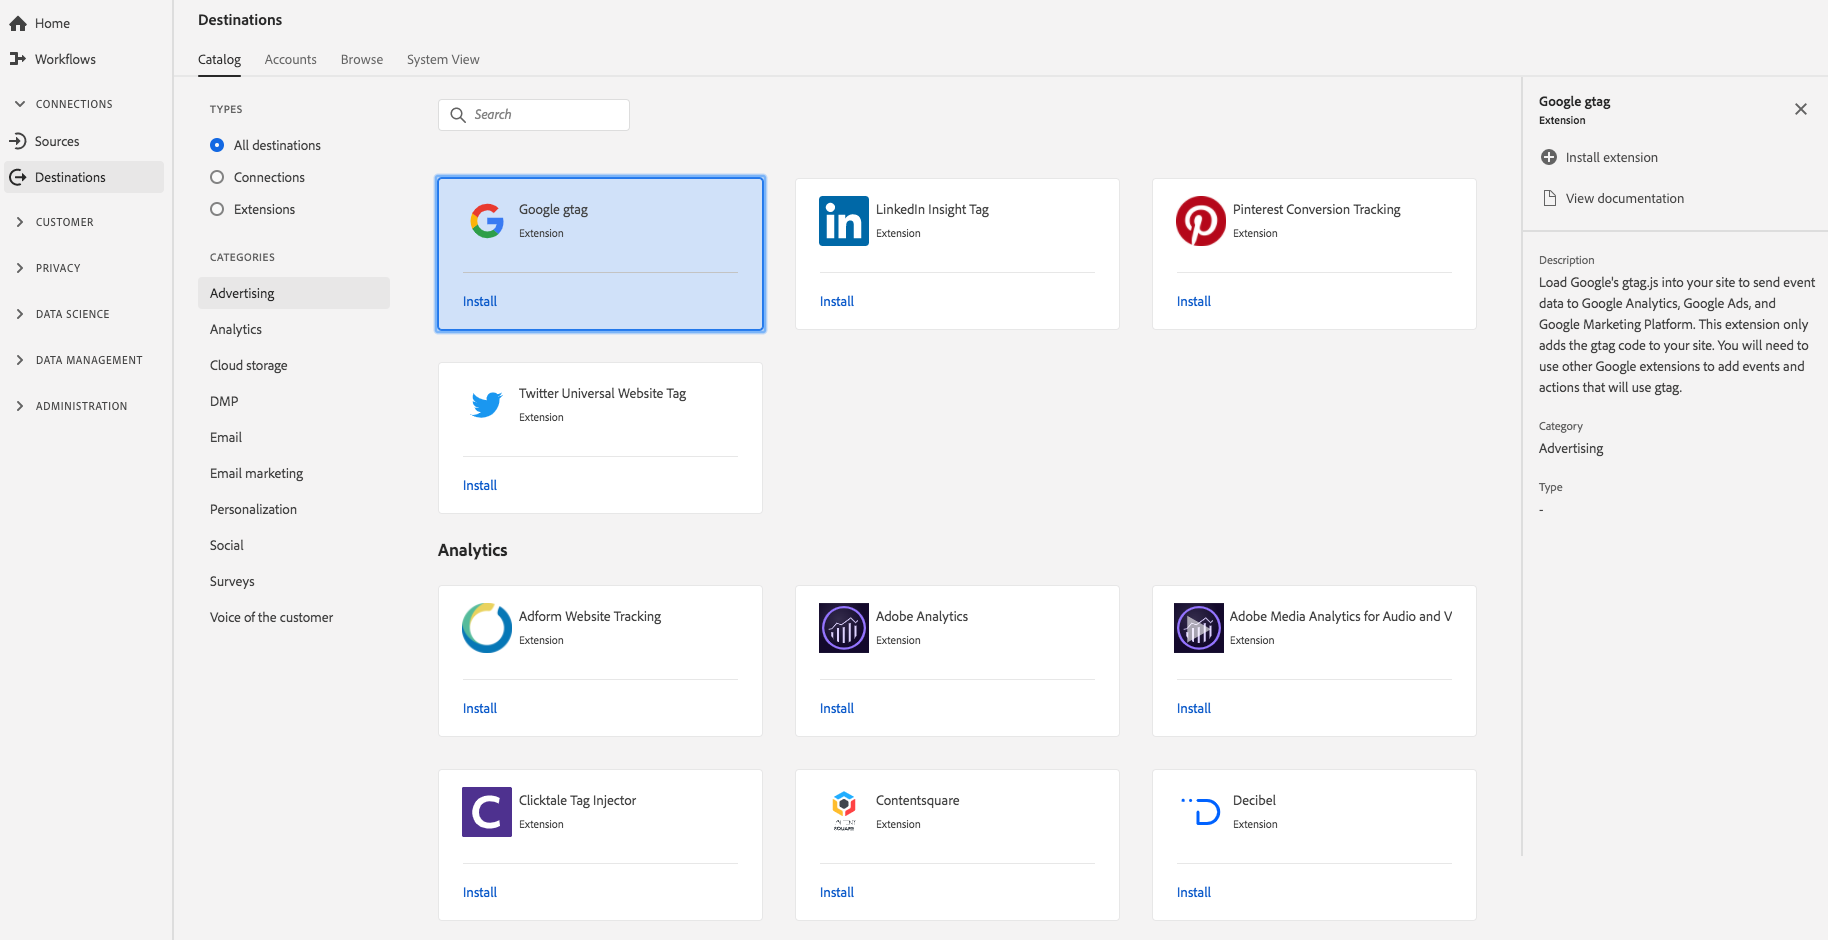 Home
Workflows
CONNECTIONS
Sources
Destinations
CUSTOMER
PRIVACY
DATA SCIENCE
DATA MANAGEMENT
ADMINISTRATION
Destinations
Catalog
Accounts
Browse
System View
TYPES
All destinations
Connections
Extensions
CATEGORIES
Advertising
Analytics
Cloud storage
DMP
Email
Email marketing
Personalization
Social
Surveys
Voice of the customer
Search
Google gtag
Extension
Install
LinkedIn Insight Tag
Extension
Install
Pinterest Conversion Tracking
Extension
Install
Twitter Universal Website Tag
Extension
Install
Analytics
Adform Website Tracking
Extension
Install
Adobe Analytics
Extension
Install
Adobe Media Analytics for Audio and V
Extension
Install
Clicktale Tag Injector
Extension
Install
Contentsquare
Extension
Install
Decibel
Extension
Install
Google gtag
Extension
Install extension
View documentation
Description
Load Google's gtag.js into your site to send event
data to Google Analytics, Google Ads, and
Google Marketing Platform. This extension only
adds the gtag code to your site. You will need to
use other Google extensions to add events and
actions that will use gtag.
Category
Advertising
Type
-